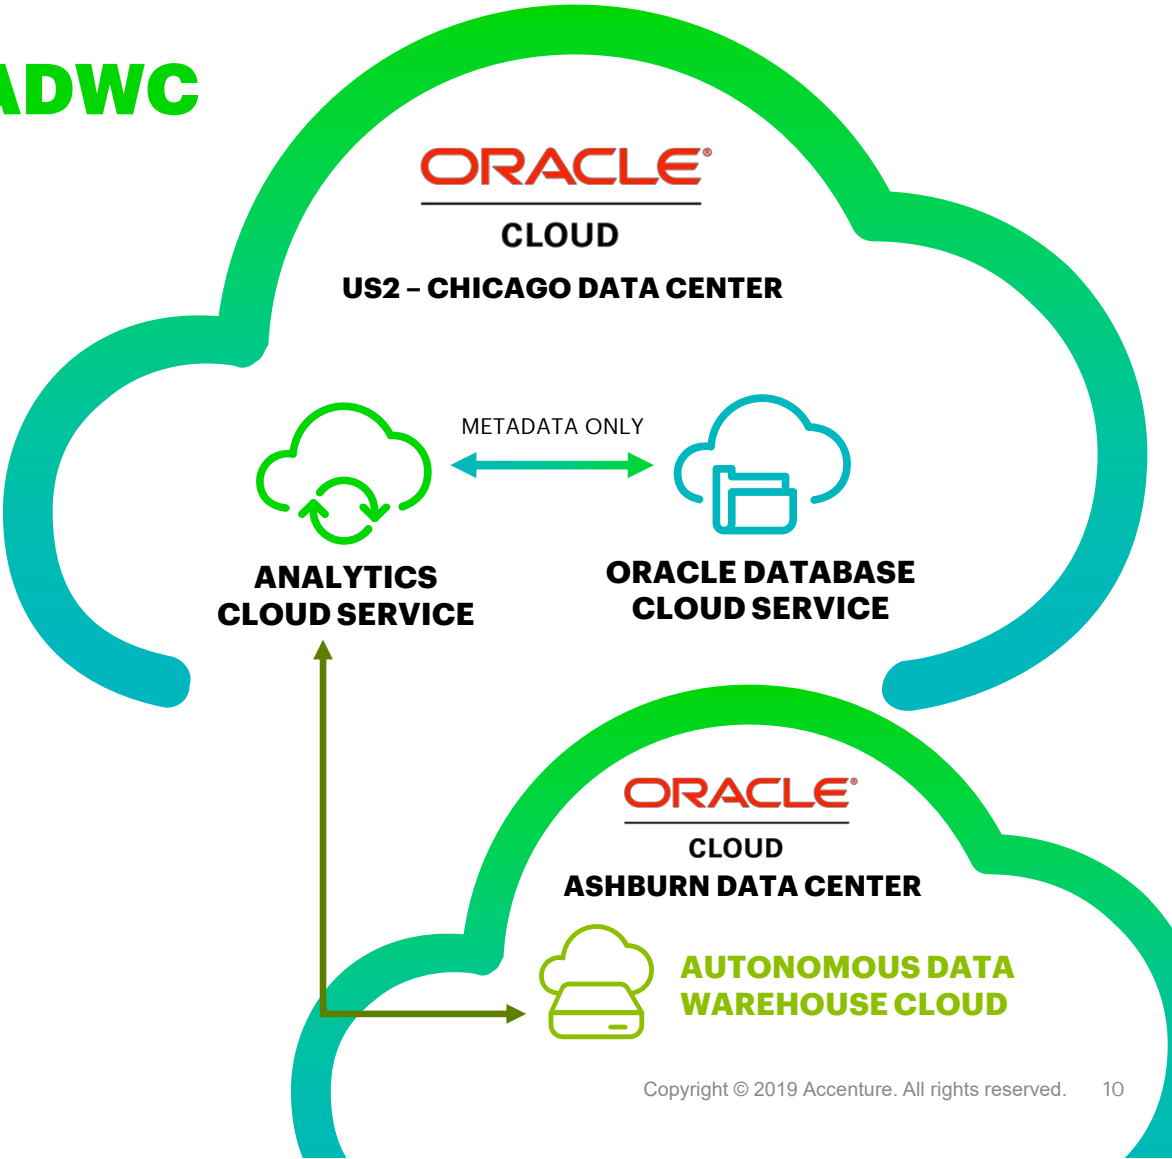 ADWC
ORACLE®
CLOUD
US2 – CHICAGO DATA CENTER
METADATA ONLY
ANALYTICS
CLOUD SERVICE
ORACLE DATABASE
CLOUD SERVICE
ORACLE®
CLOUD
ASHBURN DATA CENTER
AUTONOMOUS DATA
WAREHOUSE CLOUD
Copyright © 2019 Accenture. All rights reserved. 10